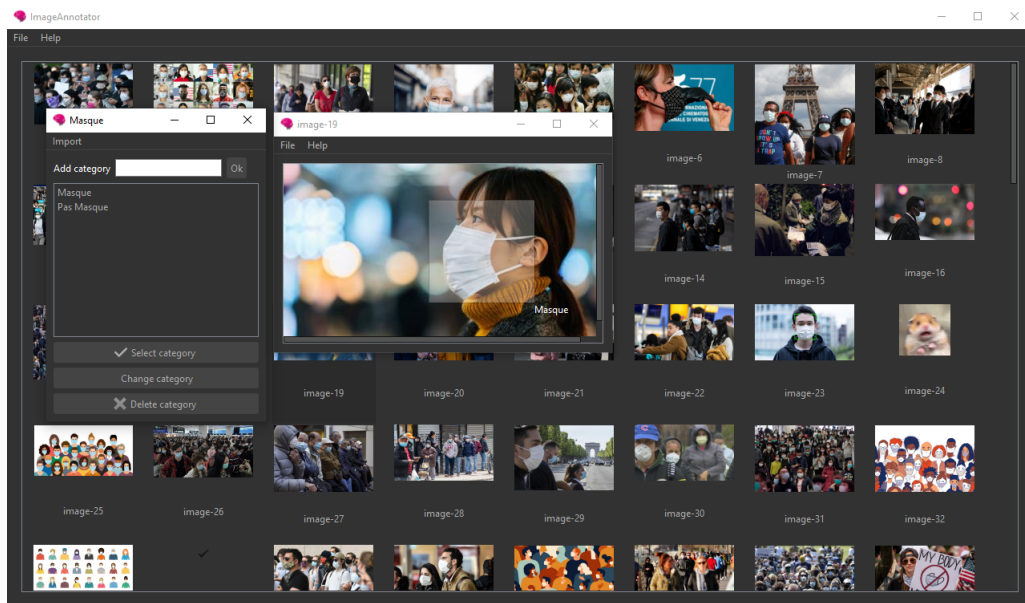 ImageAnnotator
File Help
Masque
Import
Add category
Ok
Masque
Pas Masque
Select category
Change category
Delete category
image-19
File Help
Masque
77
image-6
image-7
image-8
image-14
image-15
image-16
image-19
image-20
image-21
image-22
image-23
image-24
image-25
image-26
image-27
image-28
image-29
image-30
image-31
image-32
MY BODY